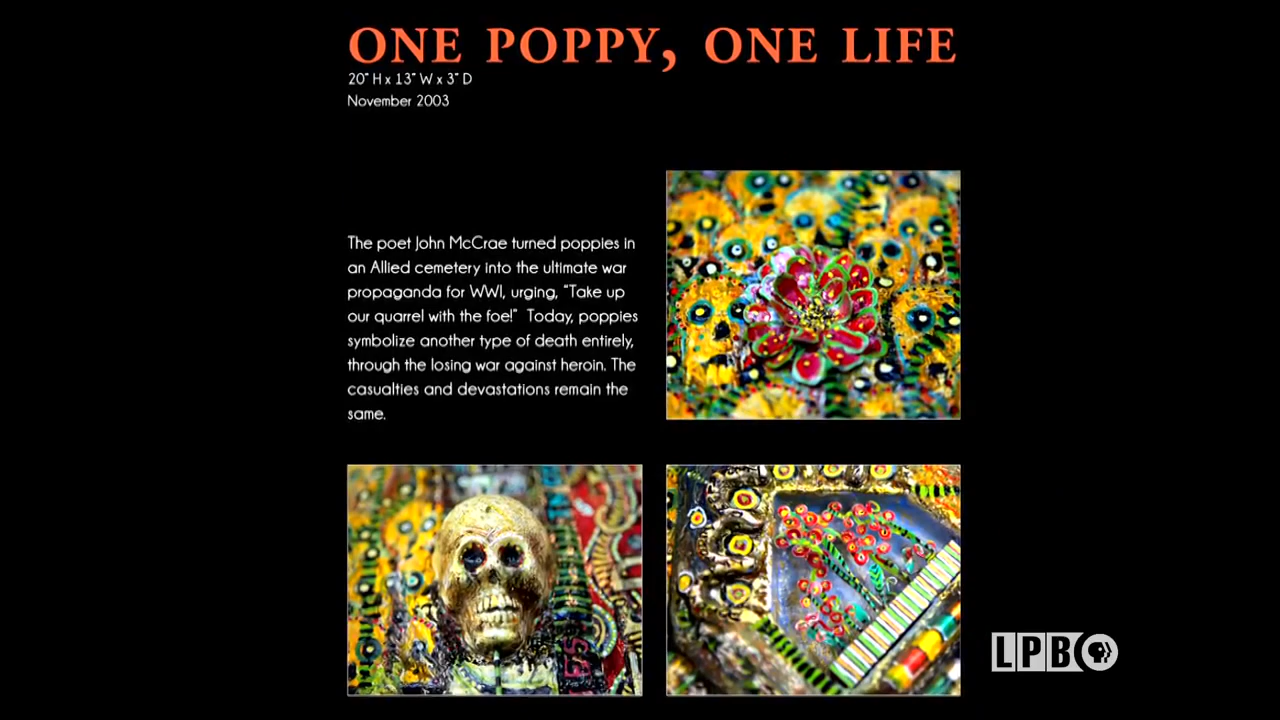 ONE POPPY, ONE LIFE
20" H x 13" W x 3" D
November 2003
The poet John McCrae turned poppies in
an Allied cemetery into the ultimate war
propaganda for WWI, urging, "Take up
our quarrel with the foe!" Today, poppies
symbolize another type of death entirely,
through the losing war against heroin. The
casualties and devastations remain the
same.
LPB